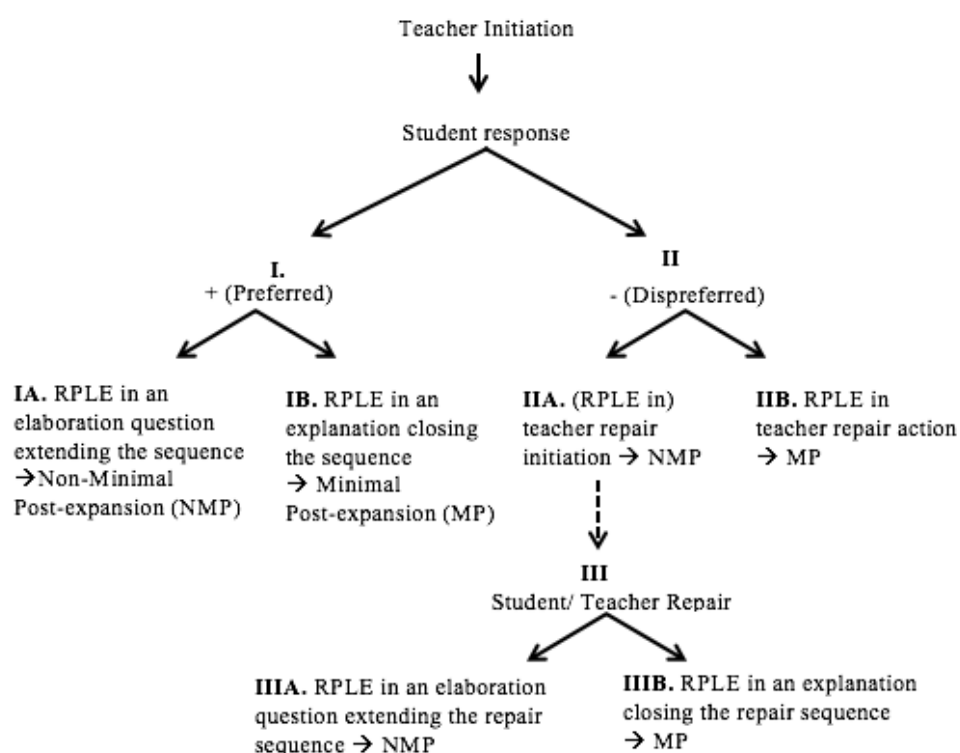 Teacher Initiation
Student response
I.
+ (Preferred)
II
- (Dispreferred)
IA. RPLE in an
elaboration question
extending the sequence
→Non-Minimal
Post-expansion (NMP)
IB. RPLE in an
explanation closing
the sequence
→ Minimal
Post-expansion (MP)
IIA. (RPLE in)
teacher repair
initiation → NMP
IIB. RPLE in
teacher repair action
→ MP
III
Student/ Teacher Repair
IIIA. RPLE in an elaboration
question extending the repair
sequence → NMP
IIIB. RPLE in an explanation
closing the repair sequence
→ MP